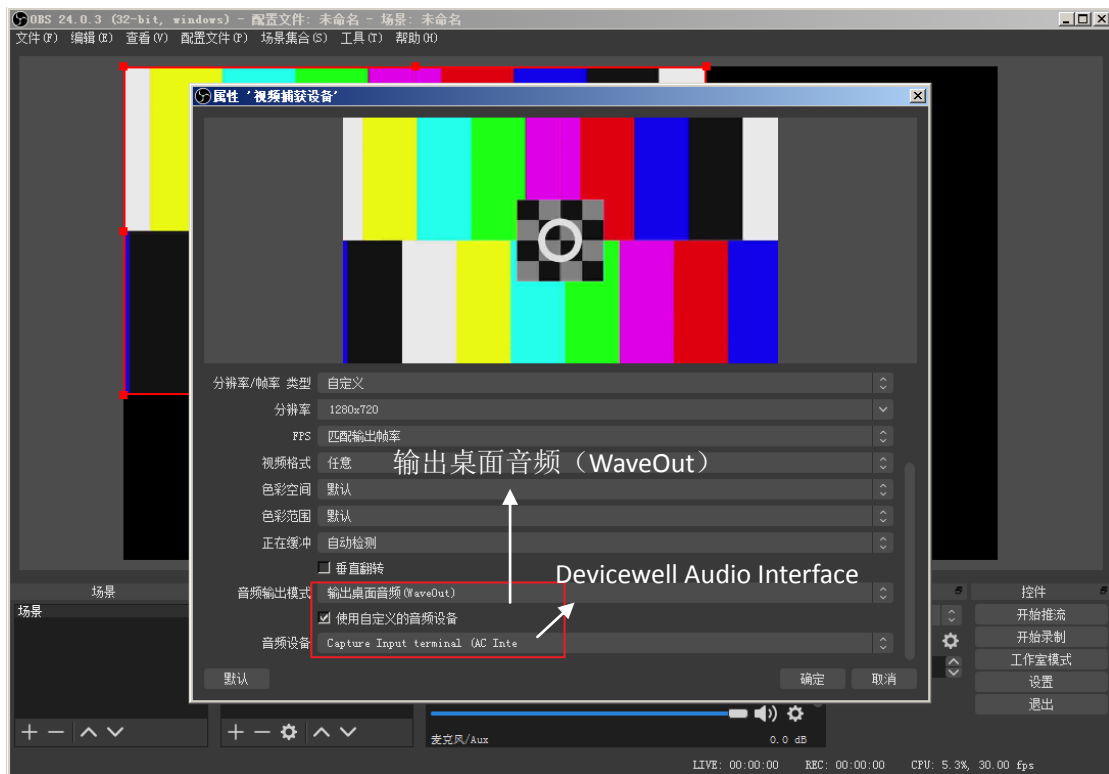 OBS 24.0.3 (32-bit, windows) - 配置文件: 未命名 - 场景: 未命名
文件(F) 编辑(E) 查看(V) 配置文件(P) 场景集合(S) 工具(T) 帮助(H)
属性 '视频捕获设备'
分辨率/帧率 类型 自定义
分辨率 1280x720
FPS 匹配输出帧率
视频格式 任意
输出桌面音频（WaveOut）
色彩空间 默认
色彩范围 默认
正在缓冲 自动检测
垂直翻转
Devicewell Audio Interface
音频输出模式 输出桌面音频(WaveOut)
使用自定义的音频设备
音频设备 Capture Input terminal (AC Inte
默认 确定 取消
场景
场景
控件
开始推流
开始录制
工作室模式
设置
退出
麦克风/Aux 0.0 dB
LIVE: 00:00:00 REC: 00:00:00 CPU: 5.3%, 30.00 fps